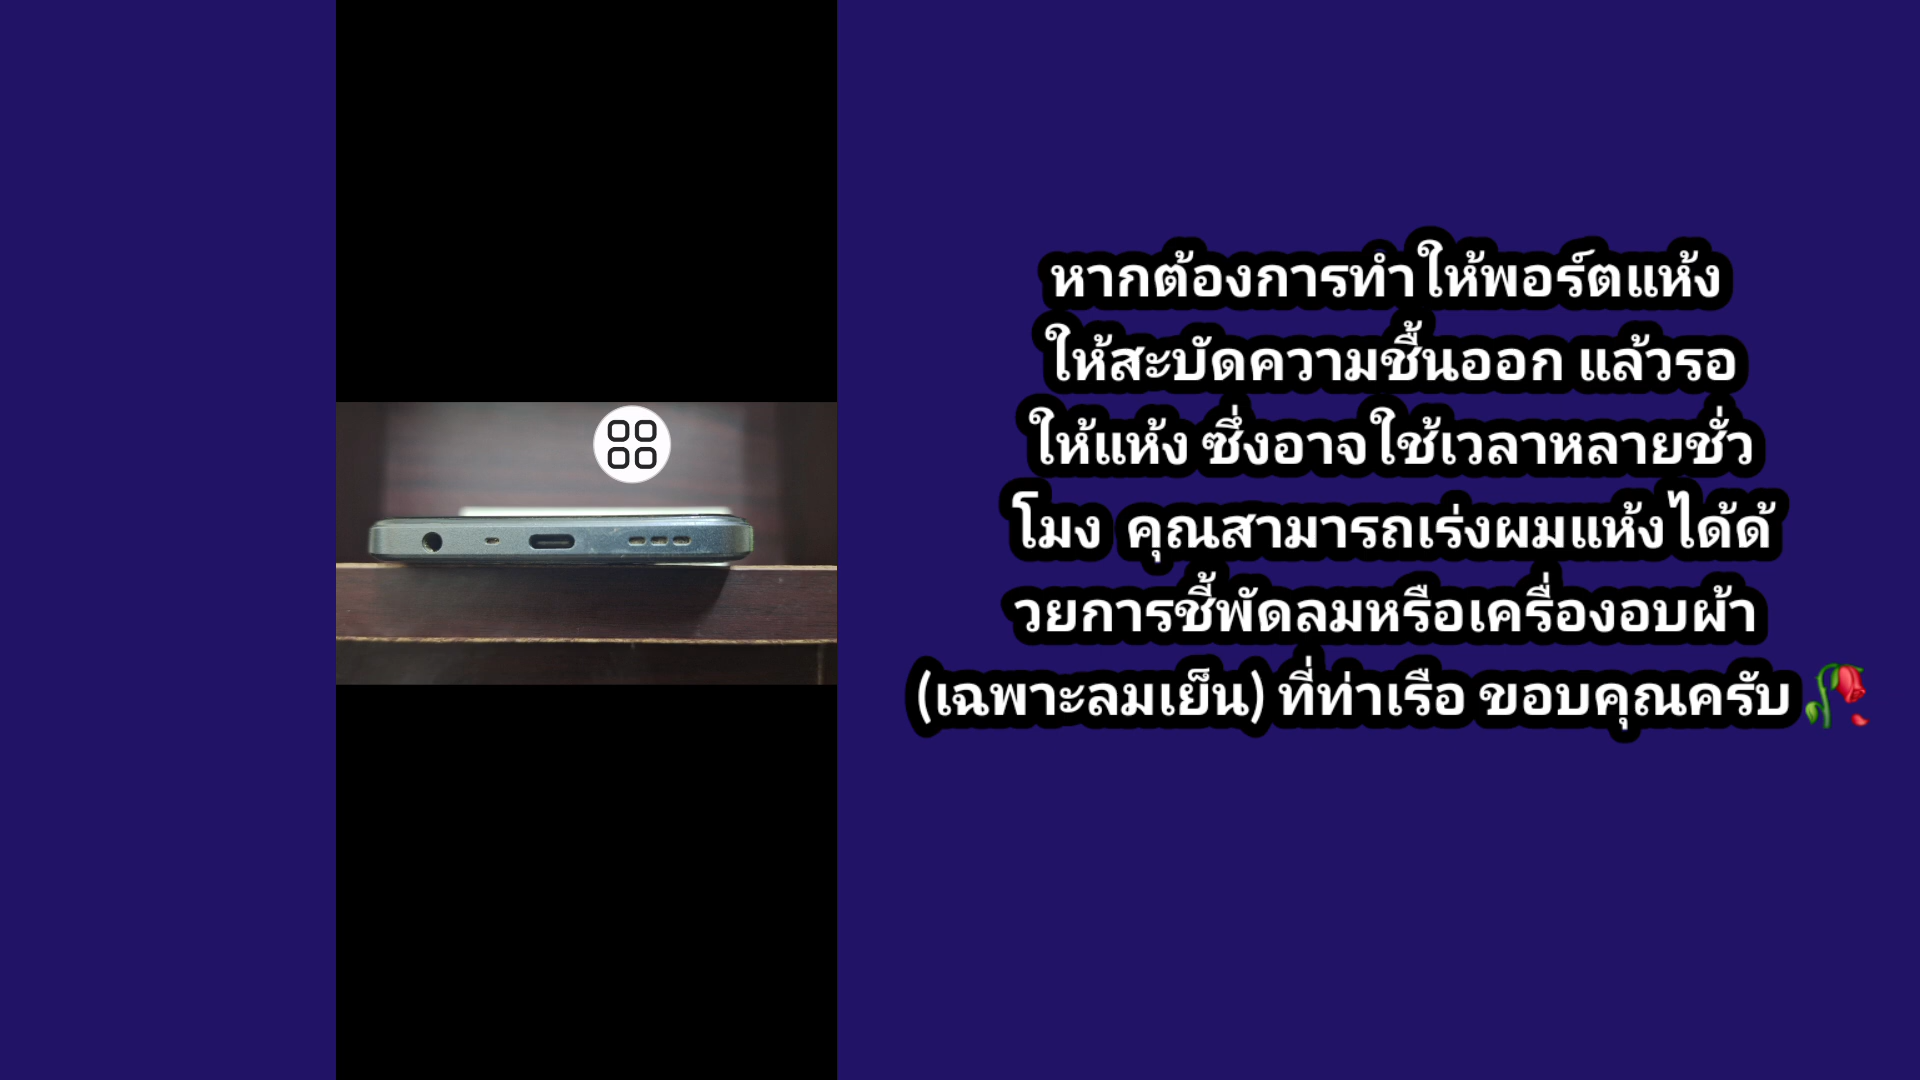 หากต้องการทำให้พอร์ตแห้ง
ให้สะบัดความชื้นออก แล้วรอ
ให้แห้ง ซึ่งอาจใช้เวลาหลายชั่ว
โมง คุณสามารถเร่งผมแห้งได้ด้
วยการชี้พัดลมหรือเครื่องอบผ้า
(เฉพาะลมเย็น) ที่ท่าเรือ ขอบคุณครับ🥀